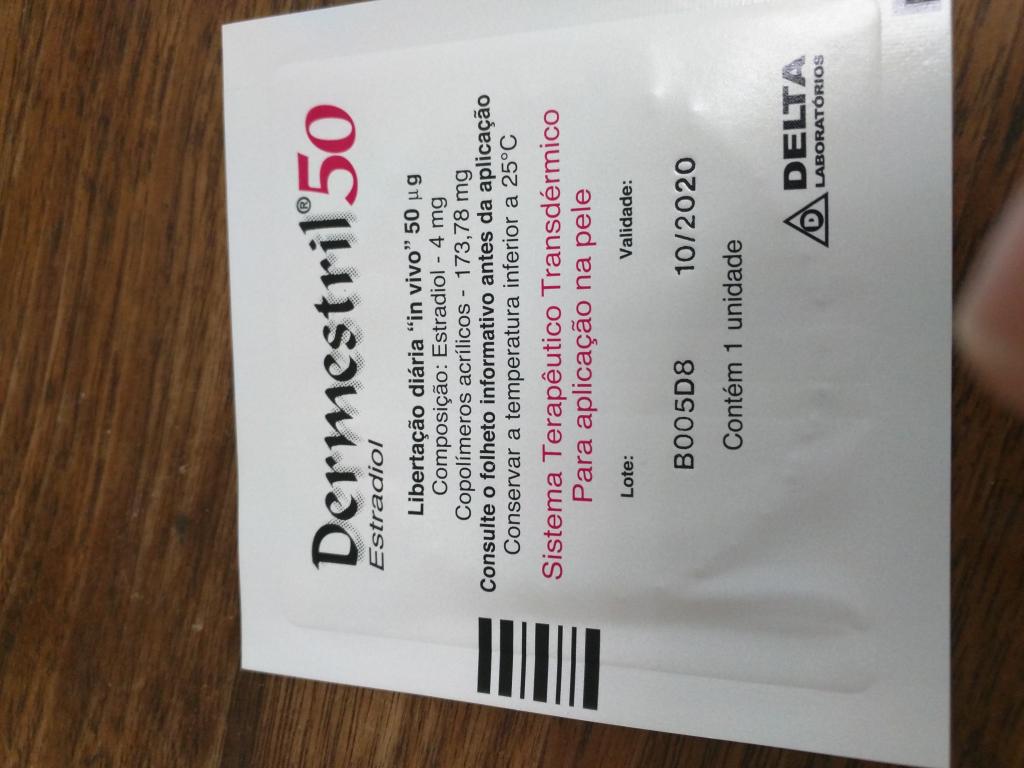 Dermestril® 50
Estradiol
Libertação diária "in vivo" 50 µg
Composição: Estradiol - 4 mg
Copolímeros acrílicos - 173,78 mg
Consulte o folheto informativo antes da aplicação
Conservar a temperatura inferior a 25°C
Sistema Terapêutico Transdérmico
Para aplicação na pele
Lote: Validade:
B005D8 10/2020
Contém 1 unidade
DELTA
LABORATÓRIOS